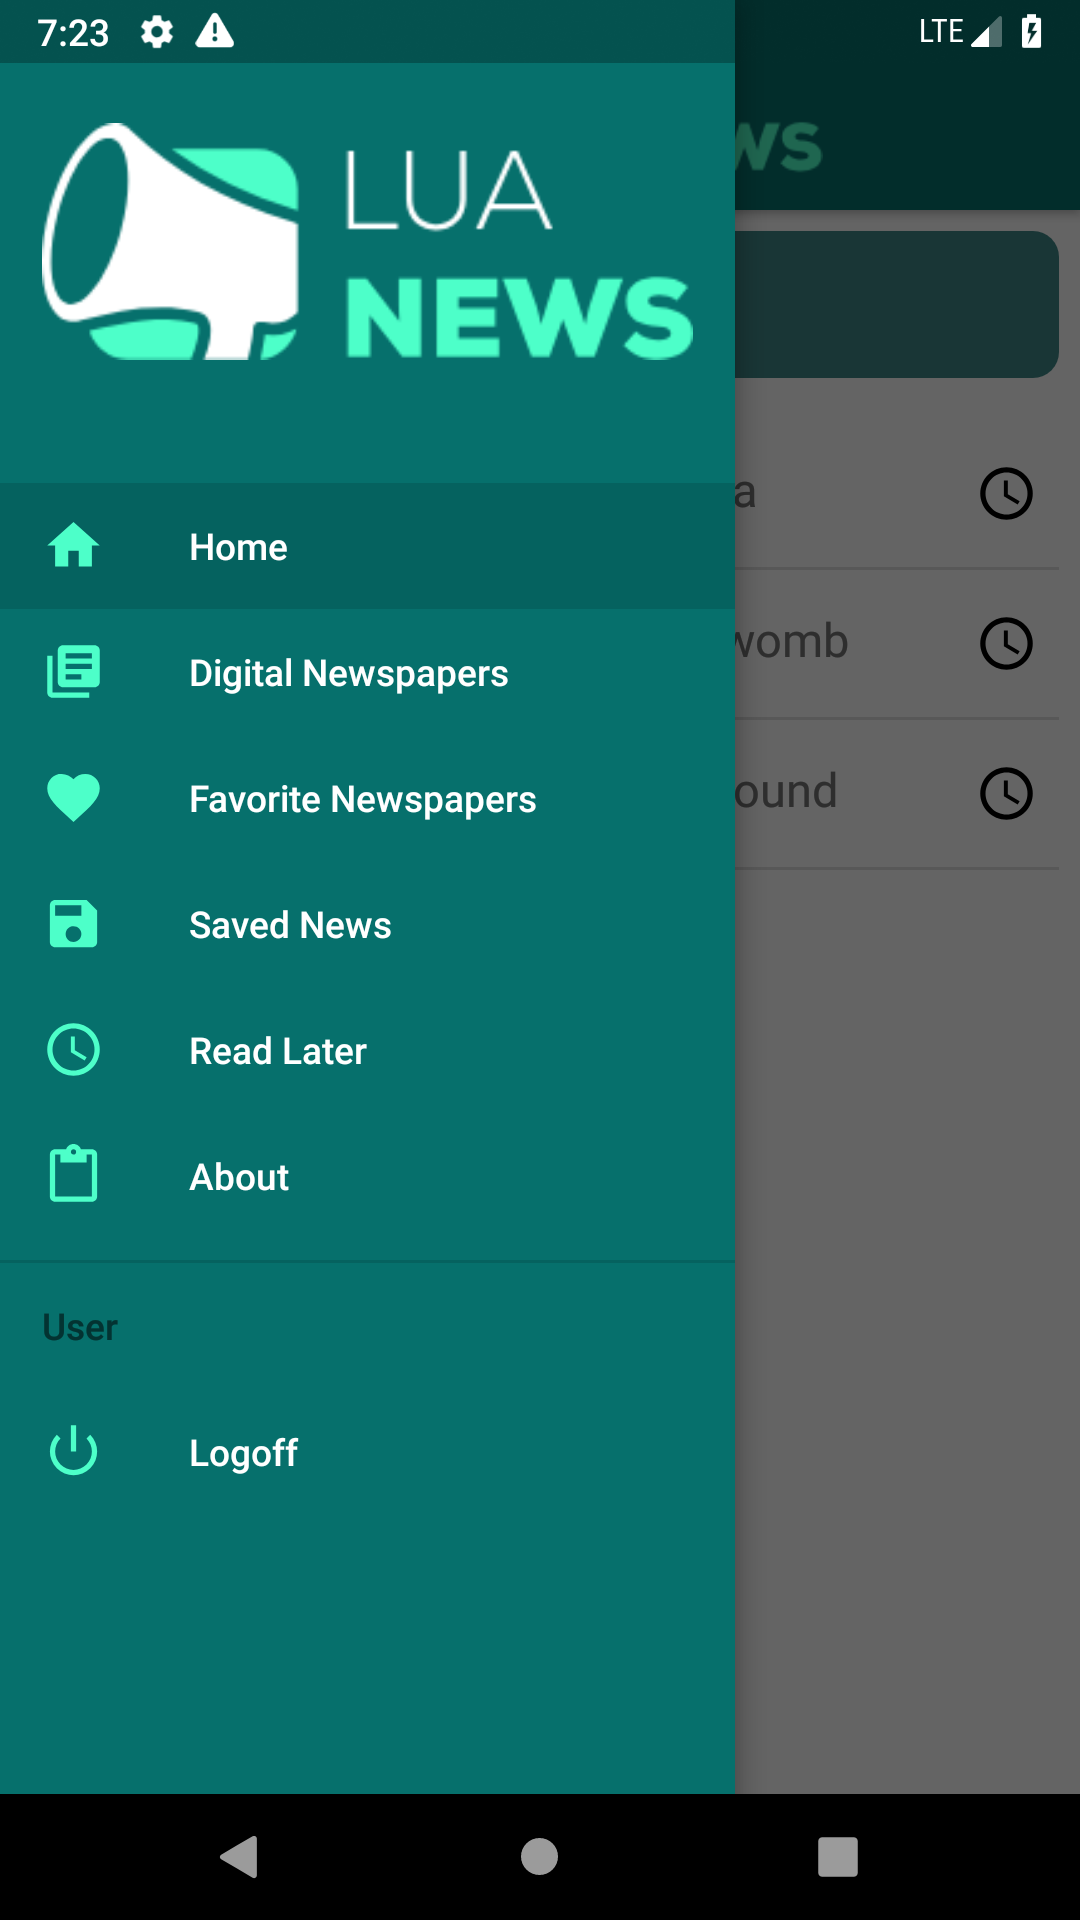 7:23 LTE
LUA
NEWS
WS
Home
a
Digital Newspapers
womb
Favorite Newspapers
ound
Saved News
Read Later
About
User
Logoff